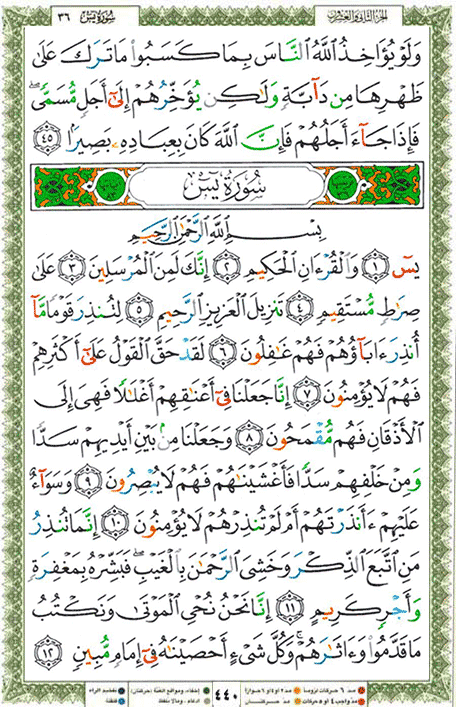 سُورَةُ يسٓ ٣٦ الجزء الثاني والعشرون
وَلَوْ يُؤَاخِذُ ٱللَّهُ ٱلنَّاسَ بِمَا كَسَبُوا۟ مَا تَرَكَ عَلَىٰ
ظَهْرِهَا مِن دَآبَّةٍ وَلَٰكِن يُؤَخِّرُهُمْ إِلَىٰٓ أَجَلٍ مُّسَمًّى ۖ
فَإِذَا جَآءَ أَجَلُهُمْ فَإِنَّ ٱللَّهَ كَانَ بِعِبَادِهِۦ بَصِيرًۢا ٤٥
سُورَةُ يسٓ
بِسْمِ ٱللَّهِ ٱلرَّحْمَٰنِ ٱلرَّحِيمِ
يسٓ ١ وَٱلْقُرْءَانِ ٱلْحَكِيمِ ٢ إِنَّكَ لَمِنَ ٱلْمُرْسَلِينَ ٣ عَلَىٰ
صِرَٰطٍ مُّسْتَقِيمٍ ٤ تَنزِيلَ ٱلْعَزِيزِ ٱلرَّحِيمِ ٥ لِتُنذِرَ قَوْمًا مَّآ
أُنذِرَ ءَابَآؤُهُمْ فَهُمْ غَٰفِلُونَ ٦ لَقَدْ حَقَّ ٱلْقَوْلُ عَلَىٰٓ أَكْثَرِهِمْ
فَهُمْ لَا يُؤْمِنُونَ ٧ إِنَّا جَعَلْنَا فِىٓ أَعْنَٰقِهِمْ أَغْلَٰلًا فَهِىَ إِلَى
ٱلْأَذْقَانِ فَهُم مُّقْمَحُونَ ٨ وَجَعَلْنَا مِنۢ بَيْنِ أَيْدِيهِمْ سَدًّا
وَمِنْ خَلْفِهِمْ سَدًّا فَأَغْشَيْنَٰهُمْ فَهُمْ لَا يُبْصِرُونَ ٩ وَسَوَآءٌ
عَلَيْهِمْ ءَأَنذَرْتَهُمْ أَمْ لَمْ تُنذِرْهُمْ لَا يُؤْمِنُونَ ١٠ إِنَّمَا تُنذِرُ
مَنِ ٱتَّبَعَ ٱلذِّكْرَ وَخَشِىَ ٱلرَّحْمَٰنَ بِٱلْغَيْبِ ۖ فَبَشِّرْهُ بِمَغْفِرَةٍ
وَأَجْرٍ كَرِيمٍ ١١ إِنَّا نَحْنُ نُحْىِ ٱلْمَوْتَىٰ وَنَكْتُبُ
مَا قَدَّمُوا۟ وَءَاثَٰرَهُمْ ۚ وَكُلَّ شَىْءٍ أَحْصَيْنَٰهُ فِىٓ إِمَامٍ مُّبِينٍ ١٢
٤٤٠